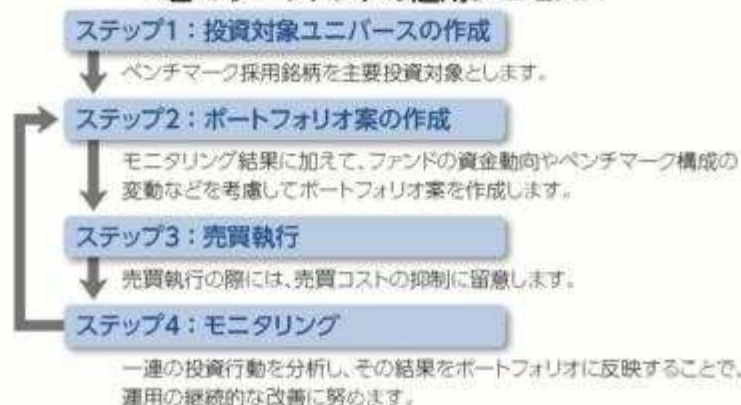 ステップ1：投資対象ユニバースの作成
ベンチマーク採用銘柄を主要投資対象とします。
ステップ2：ポートフォリオ案の作成
モニタリング結果に加えて、ファンドの資金動向やベンチマーク構成の
変動などを考慮してポートフォリオ案を作成します。
ステップ3：売買執行
売買執行の際には、売買コストの抑制に留意します。
ステップ4：モニタリング
一連の投資行動を分析し、その結果をポートフォリオに反映することで、
運用の継続的な改善に努めます。